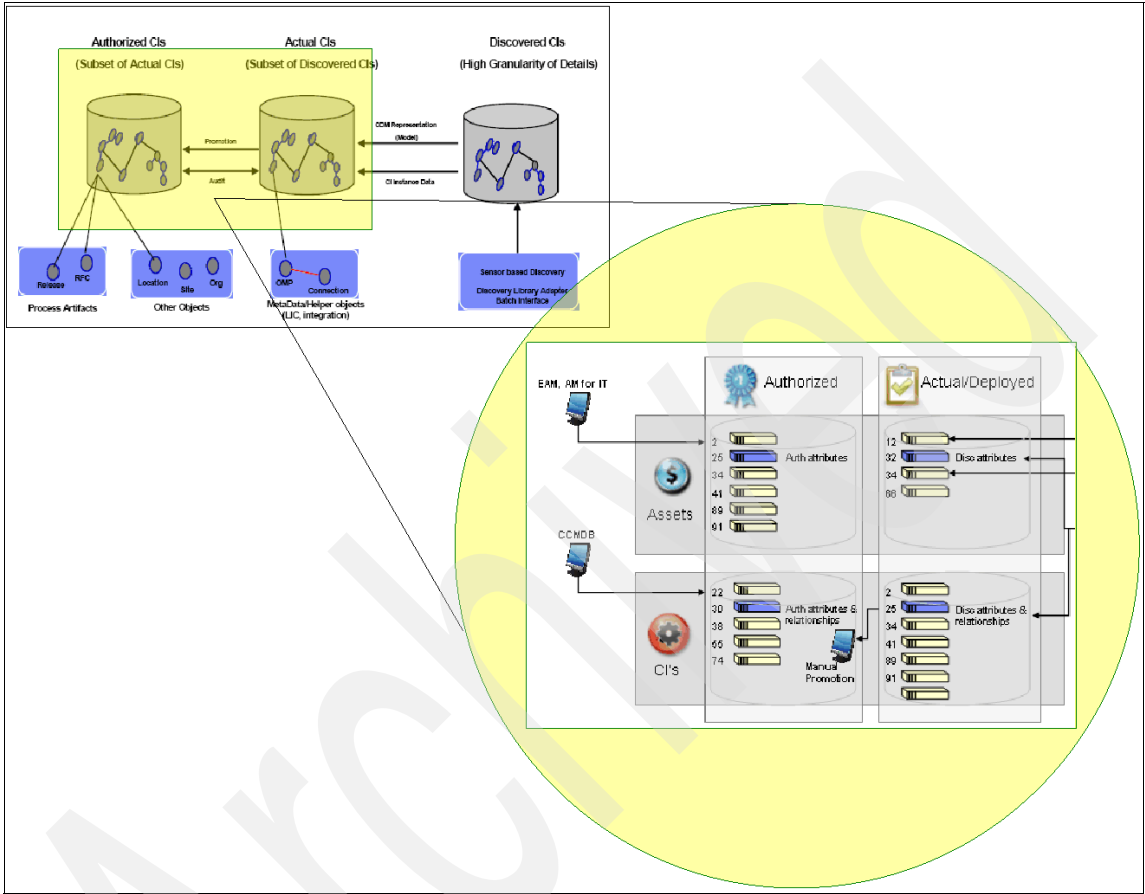 Authorized CIs
(Subset of Actual CIs)
Actual CIs
(Subset of Discovered CIs)
Discovered CIs
(High Granularity of Details)
Promotion
Audit
CDM Representation
(Model)
CI Instance Data
Release
RFC
Process Artifacts
Location
Site
Org
Other Objects
OMP
Connection
MetaData/Helper objects
(LIC, integration)
Sensor based Discovery
Discovery Library Adapter
Batch Interface
Authorized
Actual/Deployed
EAM, AM for IT
Assets
2
25
Auth attributes
34
41
89
91
12
32
Disc attributes
34
66
CCMDB
CI's
22
30
Auth attributes &
relationships
38
65
74
Manual
Promotion
2
25
Disc attributes &
relationships
34
41
89
91
Archived